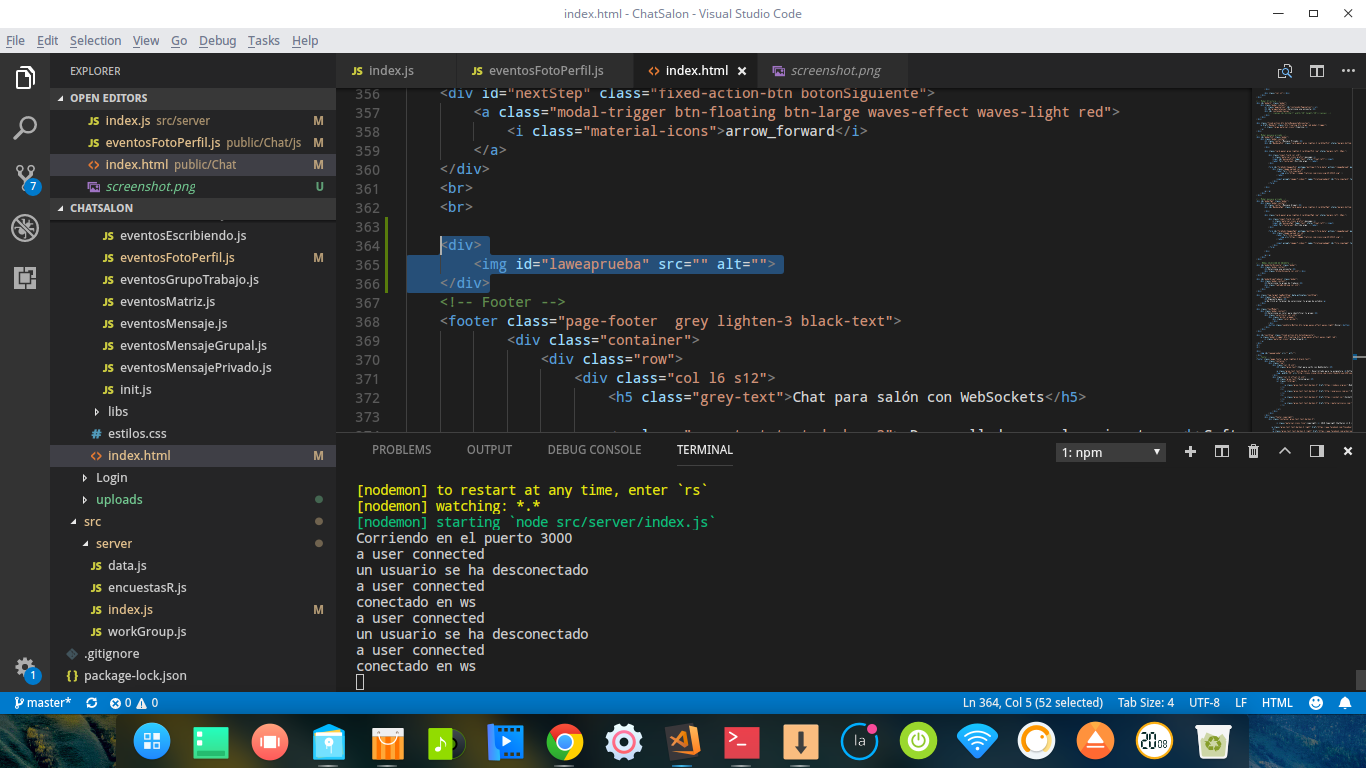 index.html - ChatSalon - Visual Studio Code
File Edit Selection View Go Debug Tasks Help
EXPLORER
OPEN EDITORS
JS index.js src/server M
JS eventosFotoPerfil.js public/Chat/js M
<> index.html public/Chat M
screenshot.png U
CHATSALON
JS eventosEscribiendo.js
JS eventosFotoPerfil.js M
JS eventosGrupoTrabajo.js
JS eventosMatriz.js
JS eventosMensaje.js
JS eventosMensajeGrupal.js
JS eventosMensajePrivado.js
JS init.js
libs
# estilos.css
<> index.html M
Login
uploads
src
server
JS data.js
JS encuestasR.js
JS index.js M
JS workGroup.js
.gitignore
{} package-lock.json
7
1
JS index.js JS eventosFotoPerfil.js <> index.html × screenshot.png
356 <div id="nextStep" class="fixed-action-btn botonSiguiente">
357 <a class="modal-trigger btn-floating btn-large waves-effect waves-light red">
358 <i class="material-icons">arrow_forward</i>
359 </a>
360 </div>
361 <br>
362 <br>
363
364 <div>
365 <img id="laweaprueba" src="" alt="">
366 </div>
367 <!-- Footer -->
368 <footer class="page-footer  grey lighten-3 black-text">
369 <div class="container">
370 <div class="row">
371 <div class="col l6 s12">
372 <h5 class="grey-text">Chat para salón con WebSockets</h5>
373
PROBLEMS OUTPUT DEBUG CONSOLE TERMINAL 1: npm
[nodemon] to restart at any time, enter `rs`
[nodemon] watching: *.*
[nodemon] starting `node src/server/index.js`
Corriendo en el puerto 3000
a user connected
un usuario se ha desconectado
a user connected
conectado en ws
a user connected
un usuario se ha desconectado
a user connected
conectado en ws
master* 0 0 Ln 364, Col 5 (52 selected) Tab Size: 4 UTF-8 LF HTML
la
20 08